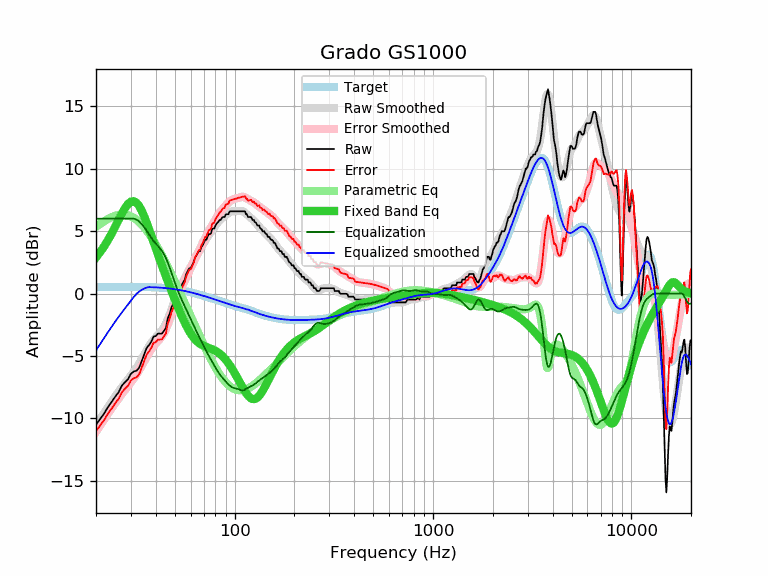 Grado GS1000
Target
Raw Smoothed
Error Smoothed
Raw
Error
Parametric Eq
Fixed Band Eq
Equalization
Equalized smoothed
Amplitude (dBr)
15
10
5
0
−5
−10
−15
100 1000 10000
Frequency (Hz)